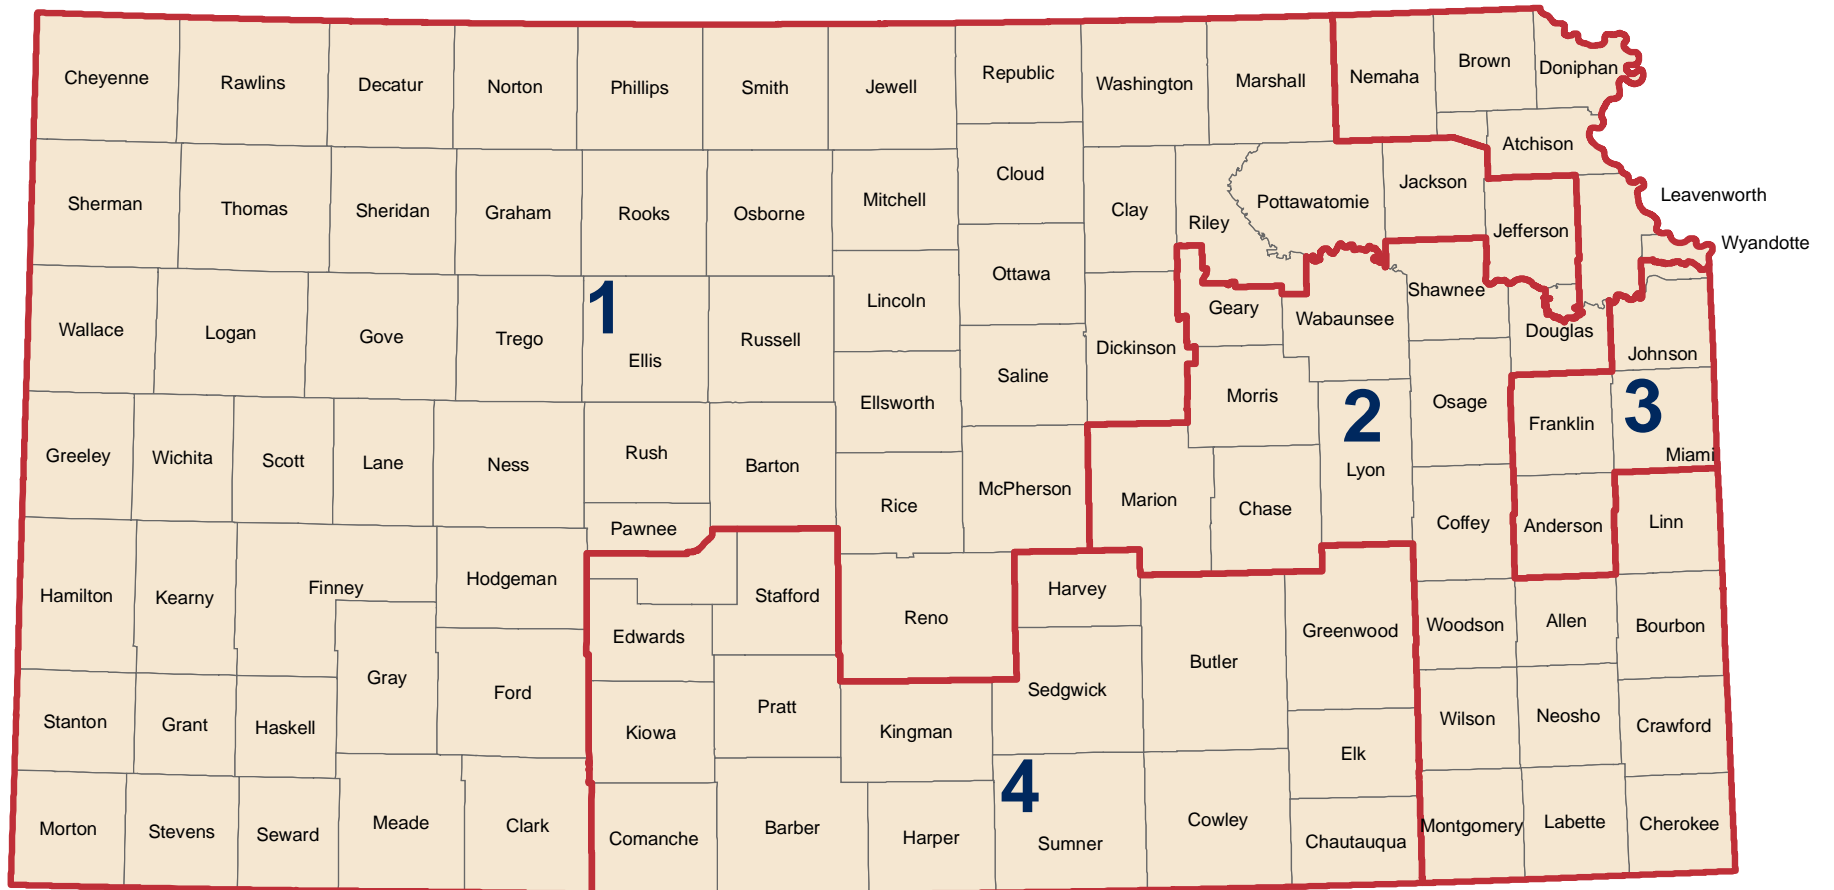 Cheyenne
Rawlins
Decatur
Norton
Phillips
Smith
Jewell
Republic
Washington
Marshall
Nemaha
Brown
Doniphan
Atchison
Sherman
Thomas
Sheridan
Graham
Rooks
Osborne
Mitchell
Cloud
Clay
Riley
Pottawatomie
Jackson
Jefferson
Leavenworth
Wyandotte
Wallace
Logan
Gove
Trego
1
Ellis
Russell
Lincoln
Ottawa
Saline
Dickinson
Geary
Wabaunsee
Shawnee
Douglas
Johnson
Greeley
Wichita
Scott
Lane
Ness
Rush
Barton
Ellsworth
Rice
McPherson
Marion
Morris
Chase
2
Lyon
Osage
Coffey
Franklin
3
Miami
Anderson
Linn
Pawnee
Hamilton
Kearny
Finney
Hodgeman
Edwards
Stafford
Reno
Harvey
Butler
Greenwood
Woodson
Allen
Bourbon
Stanton
Grant
Haskell
Gray
Ford
Kiowa
Pratt
Kingman
Sedgwick
Elk
Wilson
Neosho
Crawford
Morton
Stevens
Seward
Meade
Clark
Comanche
Barber
Harper
4
Sumner
Cowley
Chautauqua
Montgomery
Labette
Cherokee